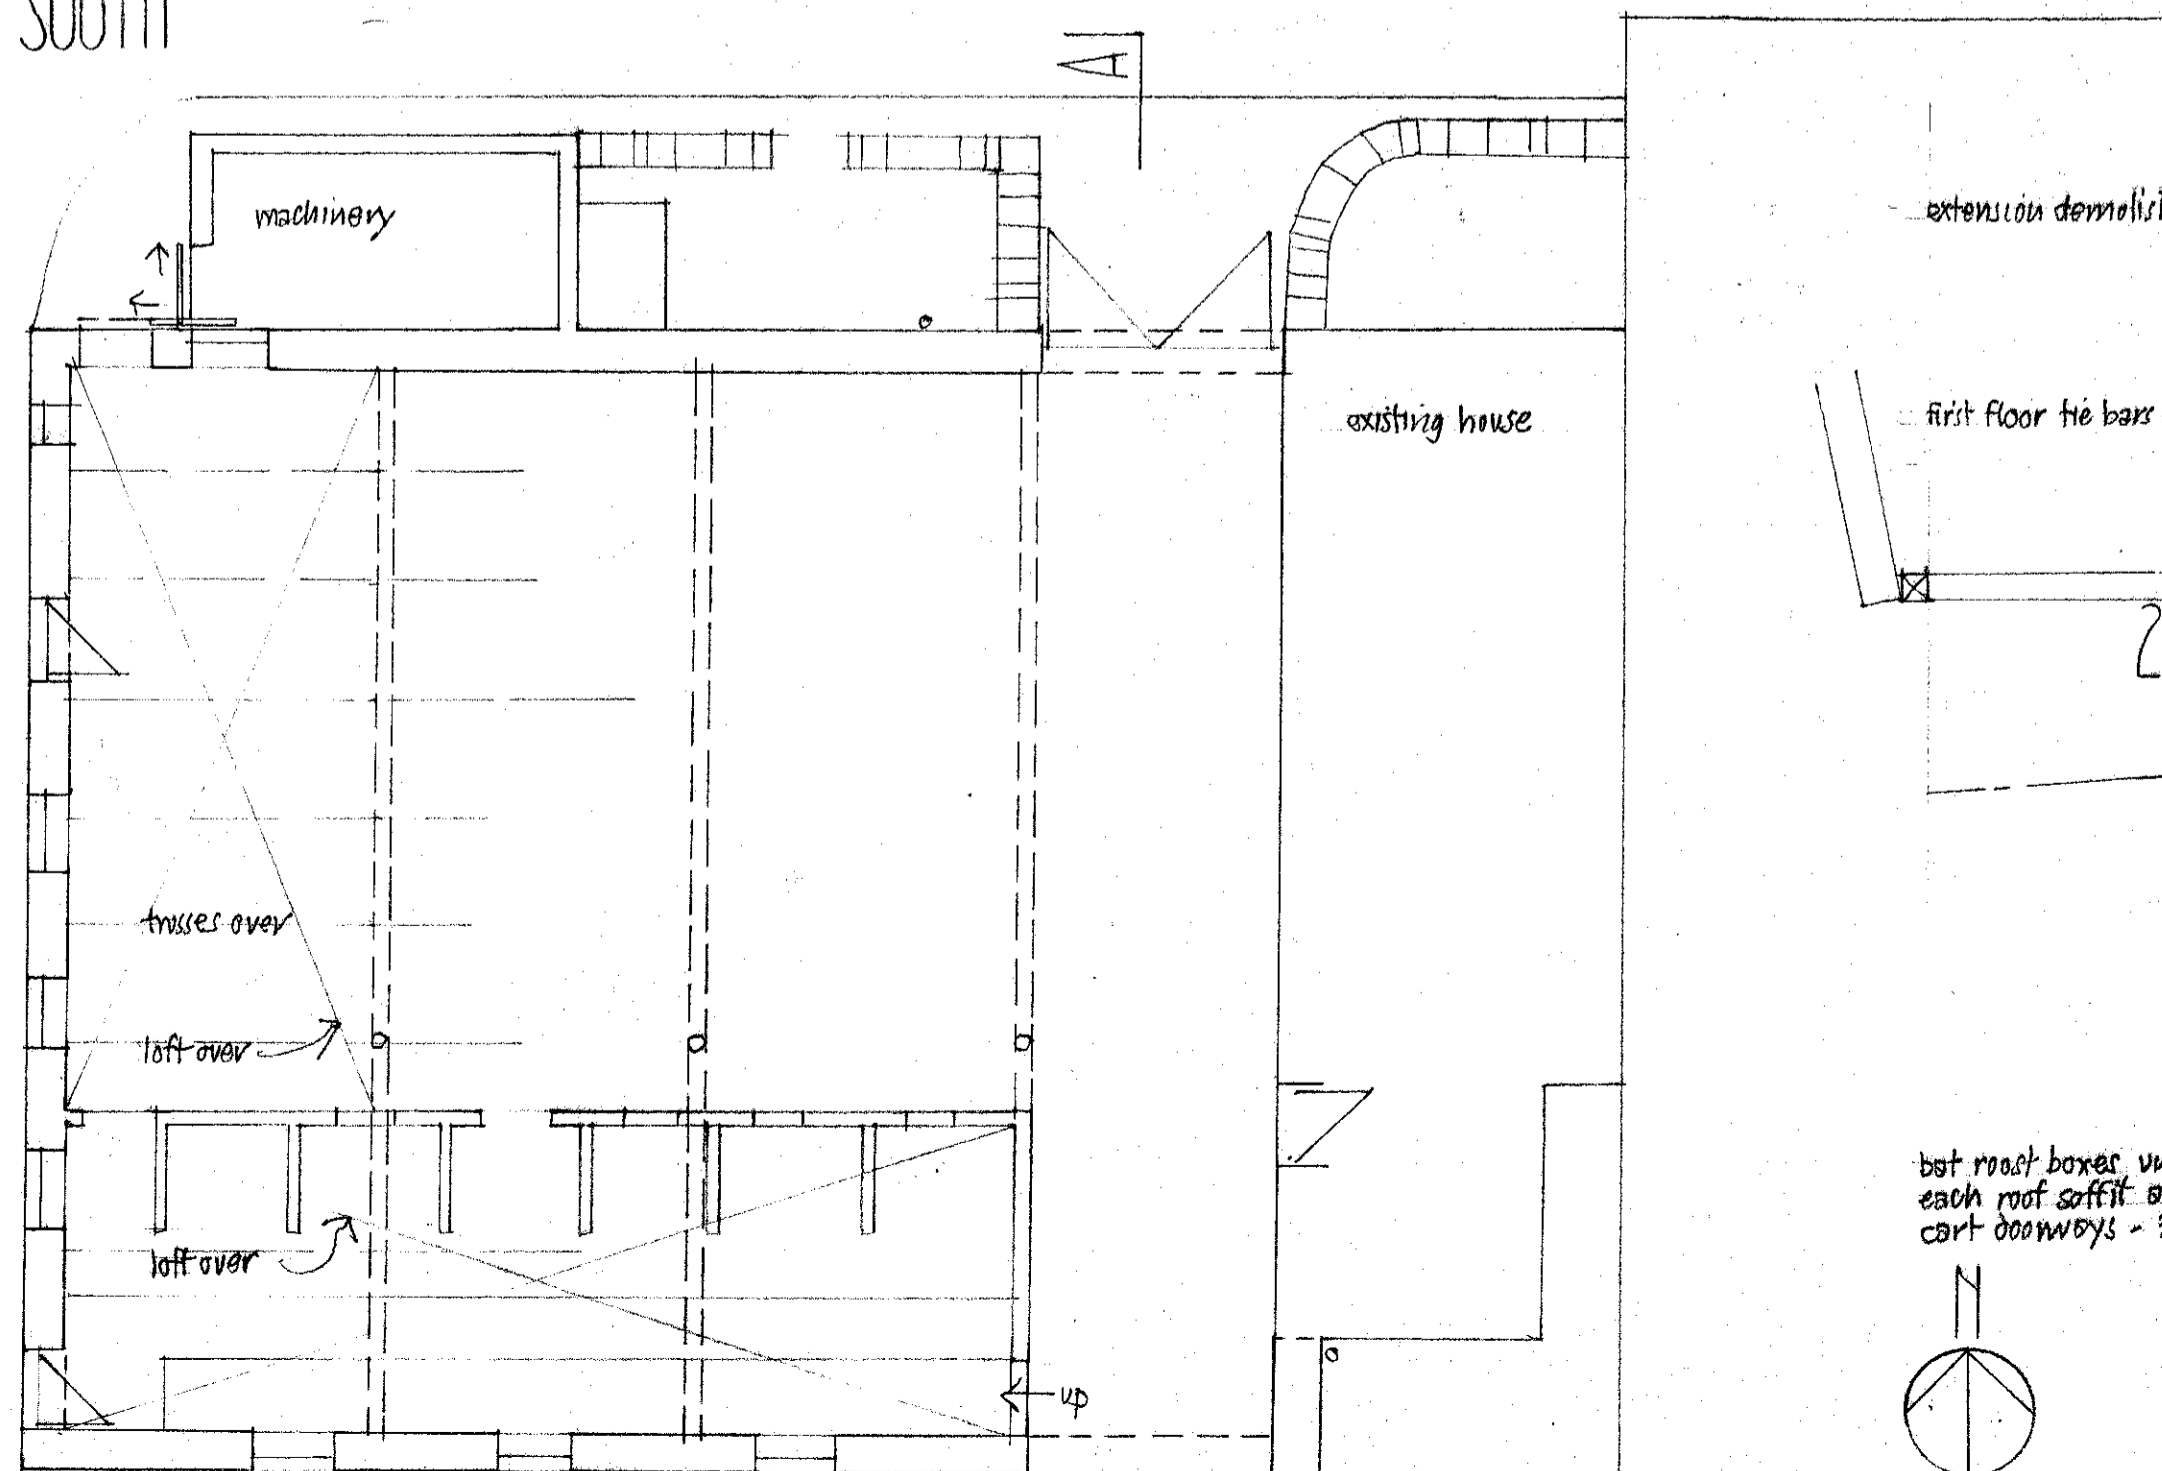 SOUTH
A
machinery
extension demolis
existing house
first floor tie bars
2
trusses over
loft over
loft over
bat roost boxes
each roof soffit
cart doorways -
up
N